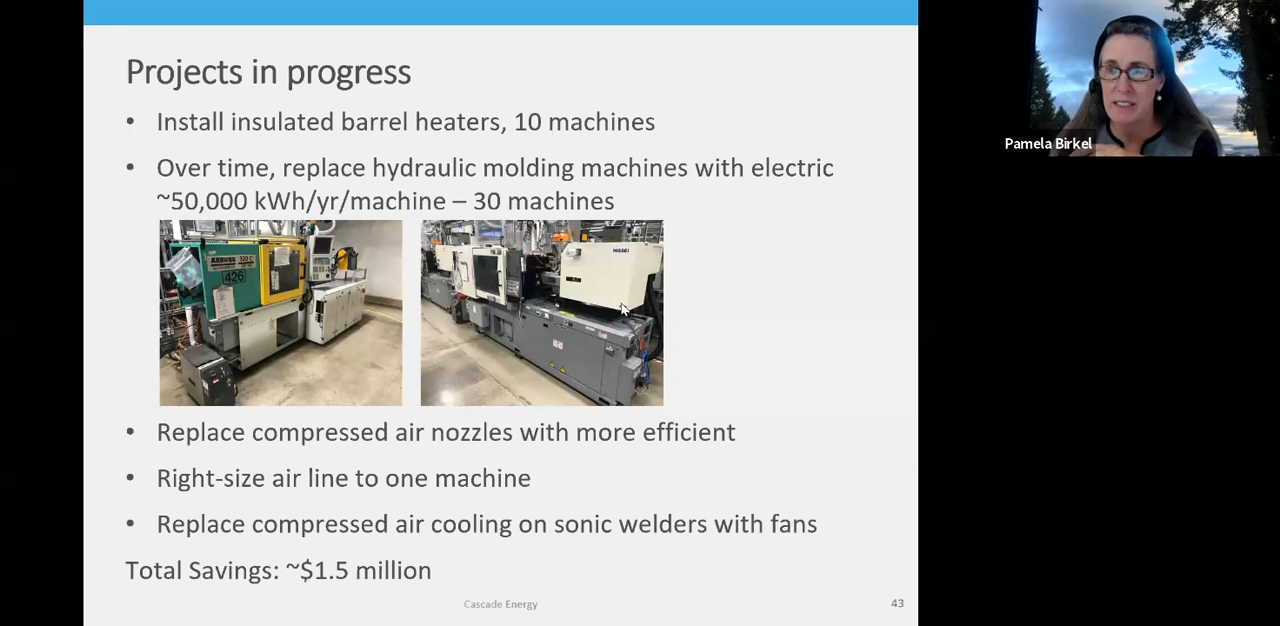 Projects in progress
• Install insulated barrel heaters, 10 machines
• Over time, replace hydraulic molding machines with electric
~50,000 kWh/yr/machine – 30 machines
320 C
426
• Replace compressed air nozzles with more efficient
• Right-size air line to one machine
• Replace compressed air cooling on sonic welders with fans
Total Savings: ~$1.5 million
Cascade Energy
43
Pamela Birkel